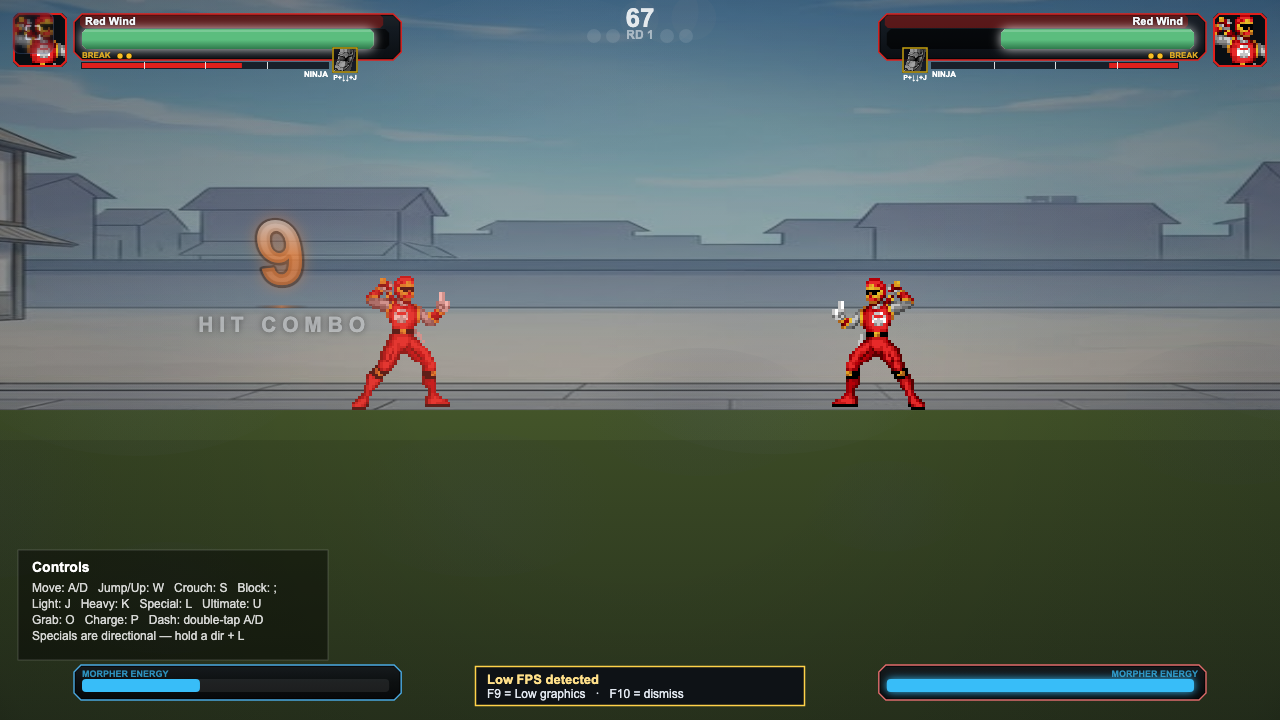 Red Wind
67
Red Wind
RD 1
BREAK
BREAK
NINJA
P+↓↓+J
P+↓↓+J
NINJA
9
HIT COMBO
Controls
Move: A/D Jump/Up: W Crouch: S Block: ;
Light: J Heavy: K Special: L Ultimate: U
Grab: O Charge: P Dash: double-tap A/D
Specials are directional — hold a dir + L
MORPHER ENERGY
Low FPS detected
F9 = Low graphics · F10 = dismiss
MORPHER ENERGY